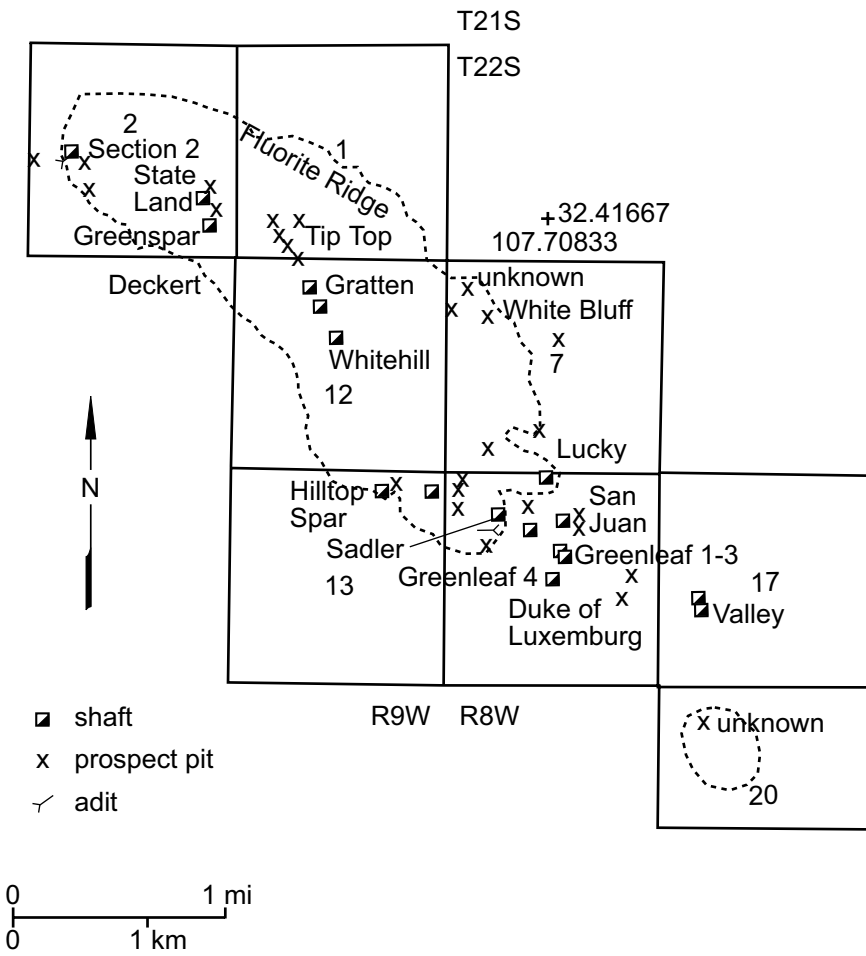 T21S
T22S
2
Section 2
State
Land
Greenspar
Deckert
Fluorite Ridge
1
Tip Top
+32.41667
107.70833
Gratten
Whitehill
12
unknown
White Bluff
7
Lucky
Hilltop
Spar
Sadler
13
San
Juan
Greenleaf 1-3
Greenleaf 4
Duke of
Luxemburg
17
Valley
N
R9W
R8W
unknown
20
shaft
x prospect pit
adit
0 1 mi
0 1 km